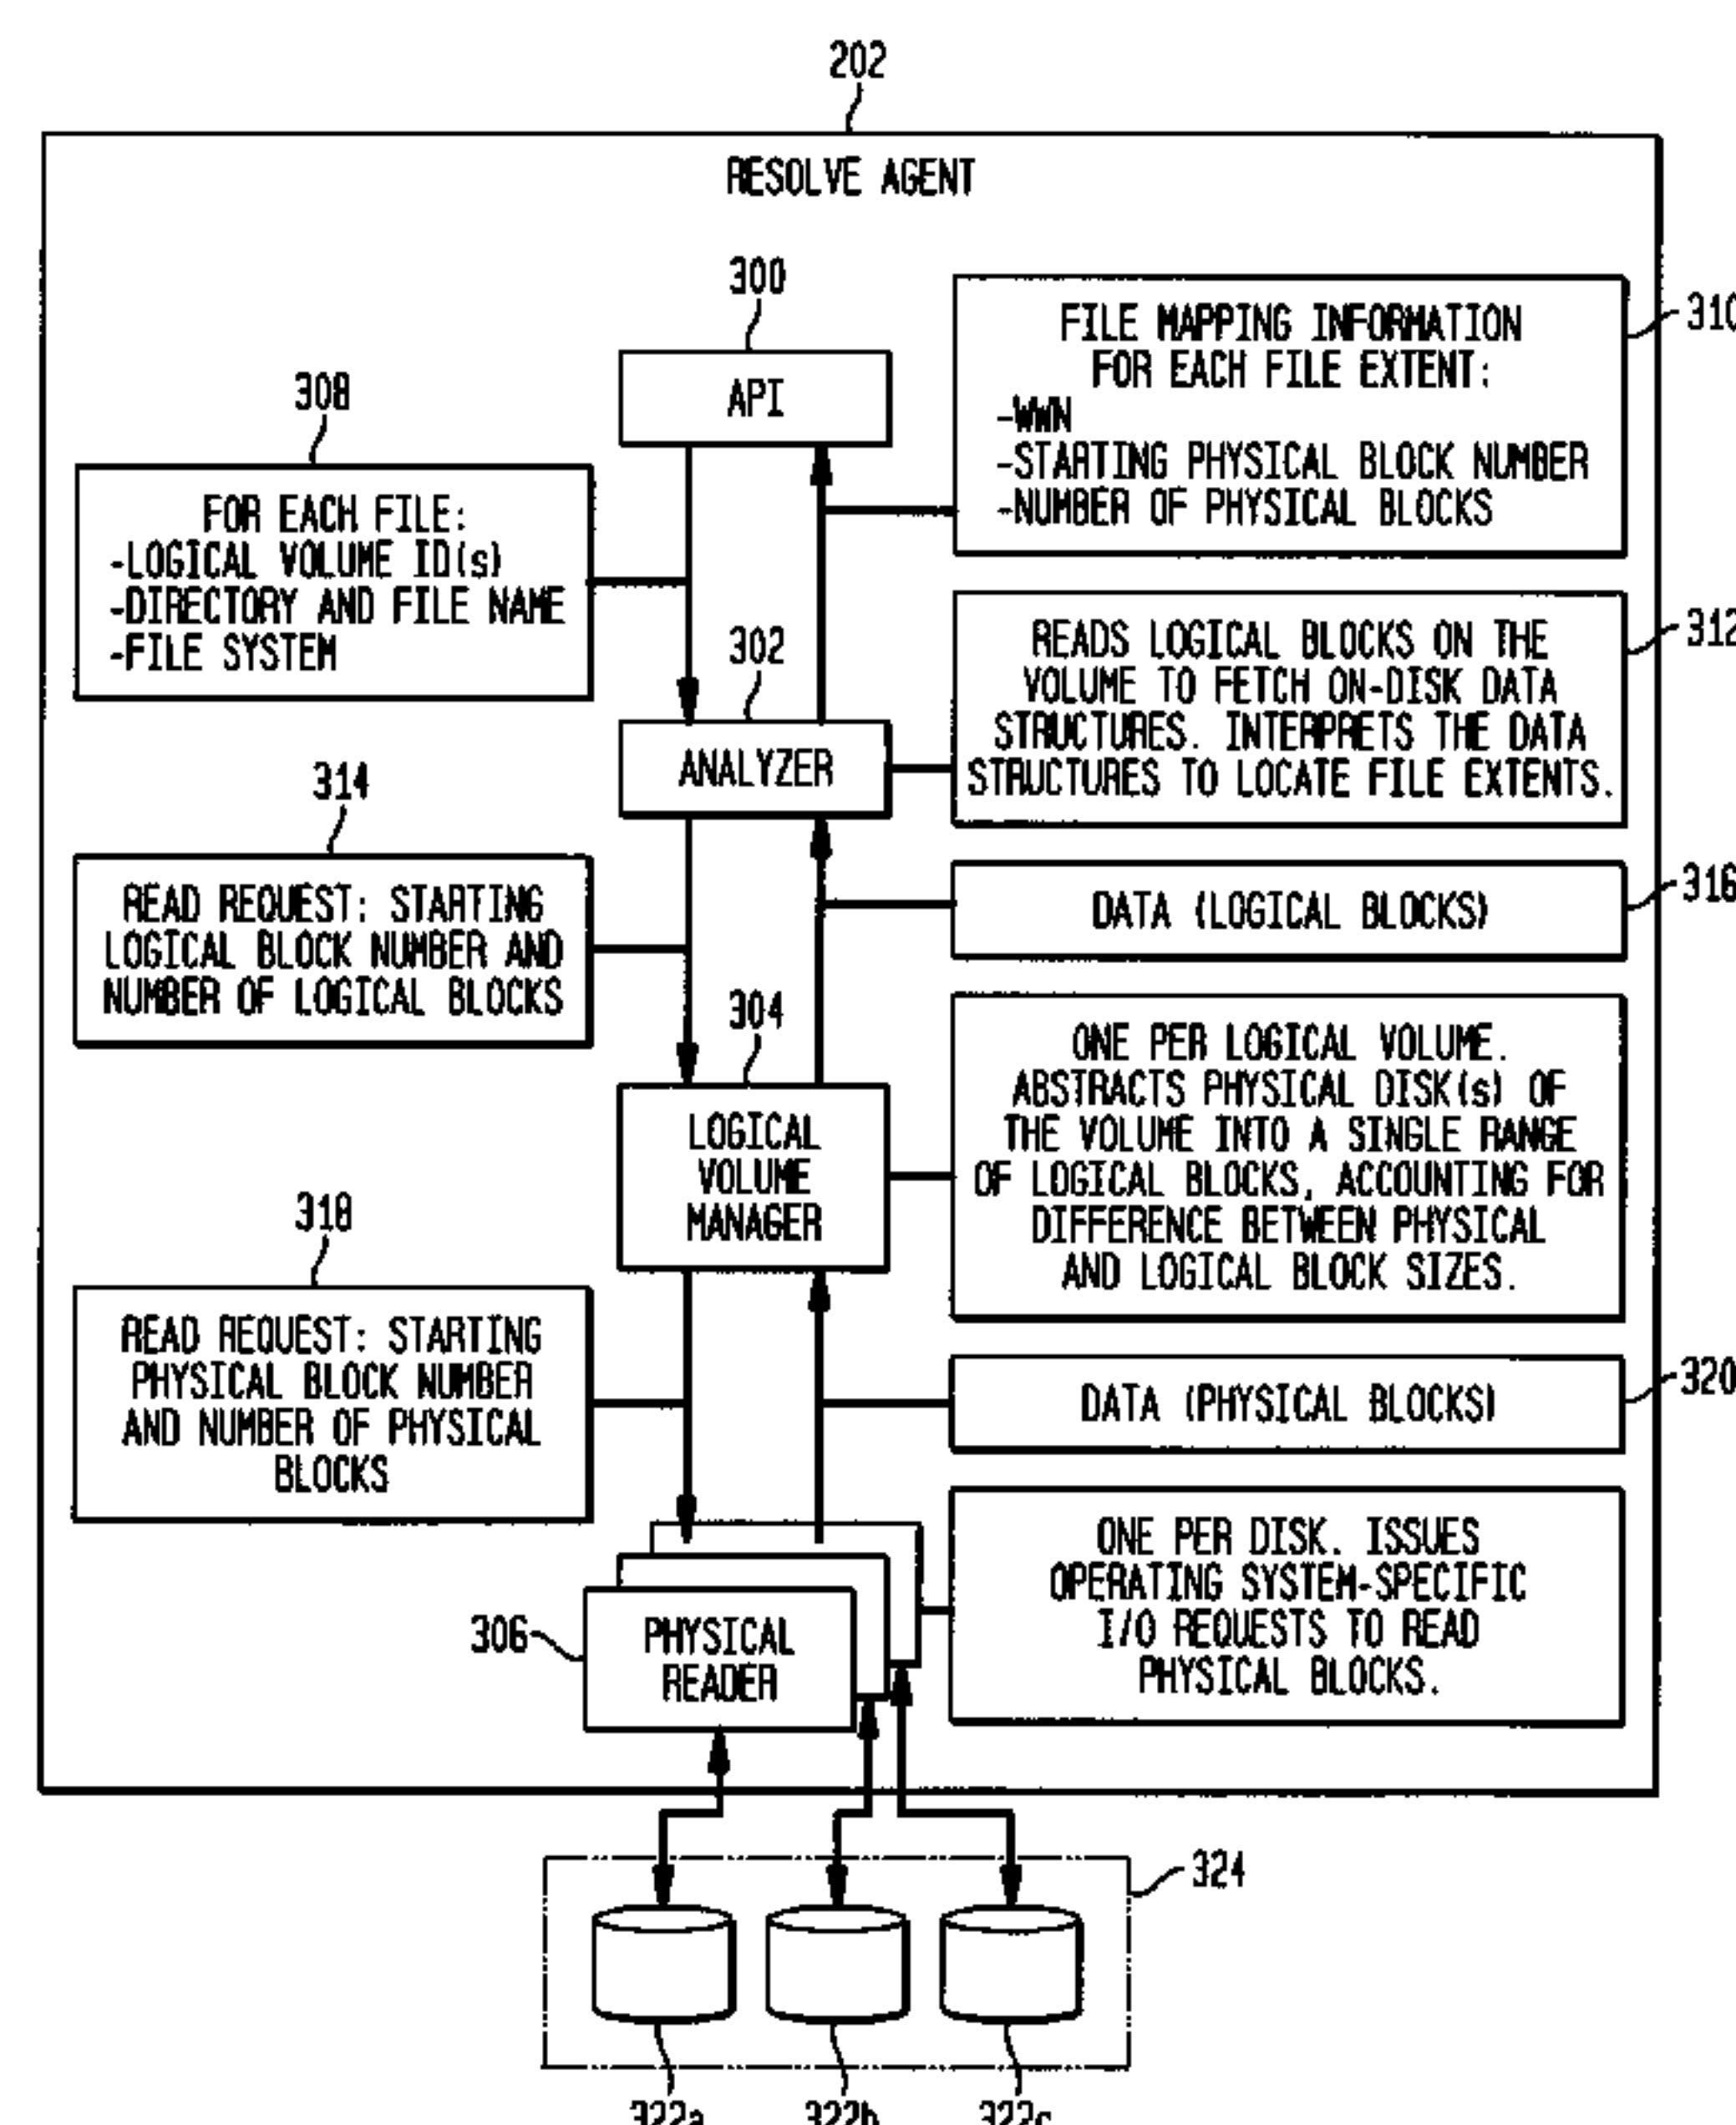 202
RESOLVE AGENT
300
API
310
FILE MAPPING INFORMATION
FOR EACH FILE EXTENT:
-WWN
-STARTING PHYSICAL BLOCK NUMBER
-NUMBER OF PHYSICAL BLOCKS
308
FOR EACH FILE:
-LOGICAL VOLUME ID(s)
-DIRECTORY AND FILE NAME
-FILE SYSTEM
302
ANALYZER
312
READS LOGICAL BLOCKS ON THE
VOLUME TO FETCH ON-DISK DATA
STRUCTURES. INTERPRETS THE DATA
STRUCTURES TO LOCATE FILE EXTENTS.
314
READ REQUEST: STARTING
LOGICAL BLOCK NUMBER AND
NUMBER OF LOGICAL BLOCKS
316
DATA (LOGICAL BLOCKS)
304
LOGICAL
VOLUME
MANAGER
ONE PER LOGICAL VOLUME.
ABSTRACTS PHYSICAL DISK(s) OF
THE VOLUME INTO A SINGLE RANGE
OF LOGICAL BLOCKS, ACCOUNTING FOR
DIFFERENCE BETWEEN PHYSICAL
AND LOGICAL BLOCK SIZES.
318
READ REQUEST: STARTING
PHYSICAL BLOCK NUMBER
AND NUMBER OF PHYSICAL
BLOCKS
320
DATA (PHYSICAL BLOCKS)
306
PHYSICAL
READER
ONE PER DISK. ISSUES
OPERATING SYSTEM-SPECIFIC
I/O REQUESTS TO READ
PHYSICAL BLOCKS.
324
322a
322b
322c